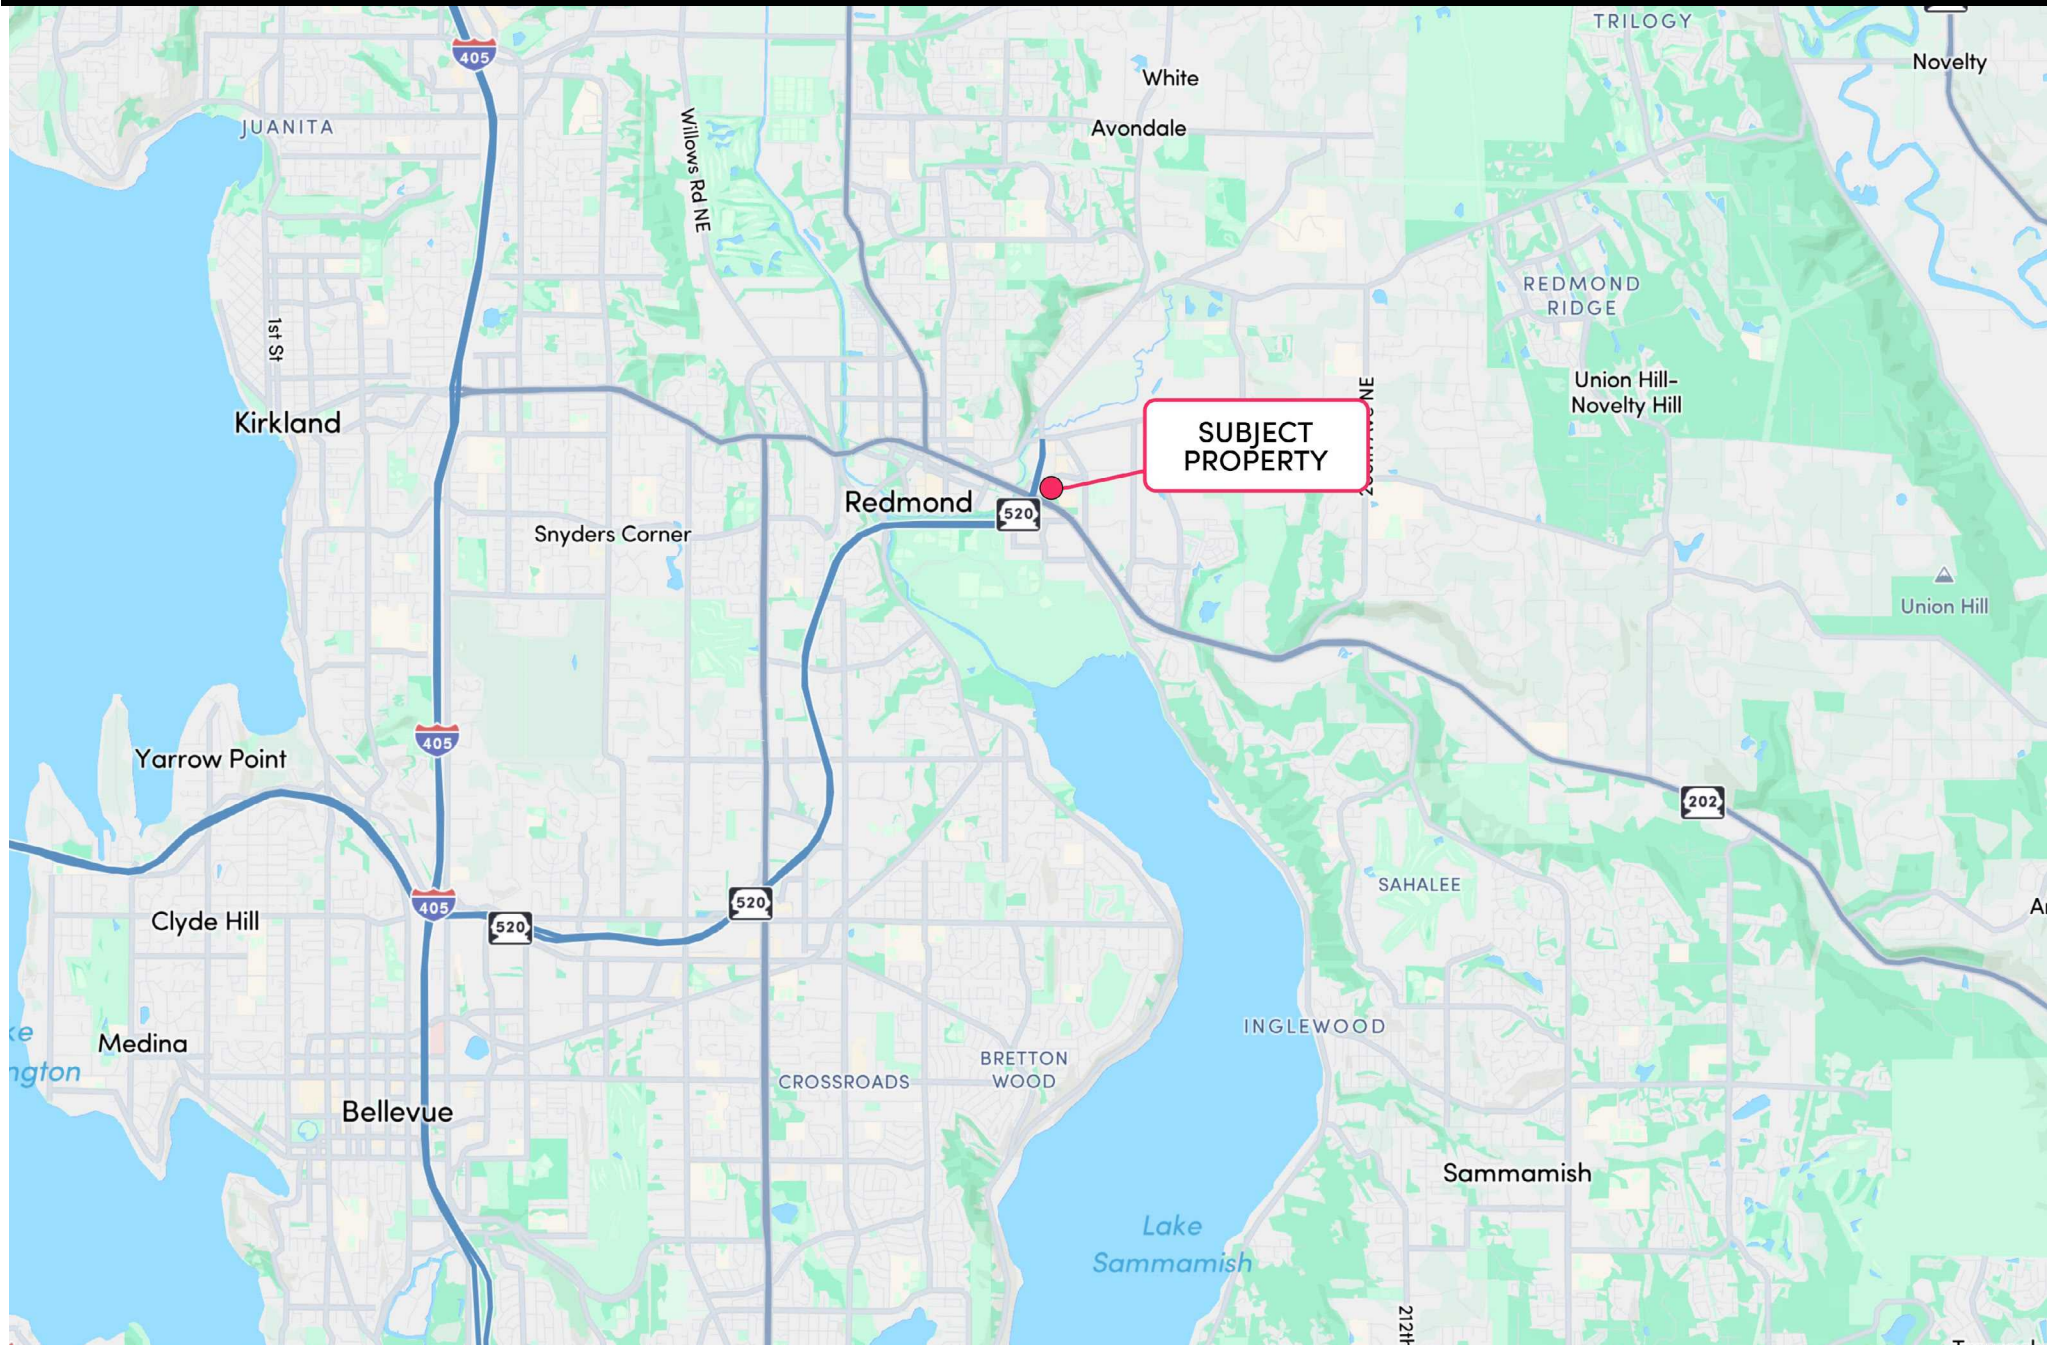 TRILOGY
405
Novelty
White
JUANITA
Avondale
Willows Rd NE
REDMOND
RIDGE
1st St
Union Hill-
Novelty Hill
Kirkland
SUBJECT
PROPERTY
Redmond
520
Snyders Corner
Union Hill
405
Yarrow Point
202
SAHALEE
405
520
520
Clyde Hill
INGLEWOOD
Medina
BRETTON
WOOD
CROSSROADS
Bellevue
Sammamish
Lake
Sammamish